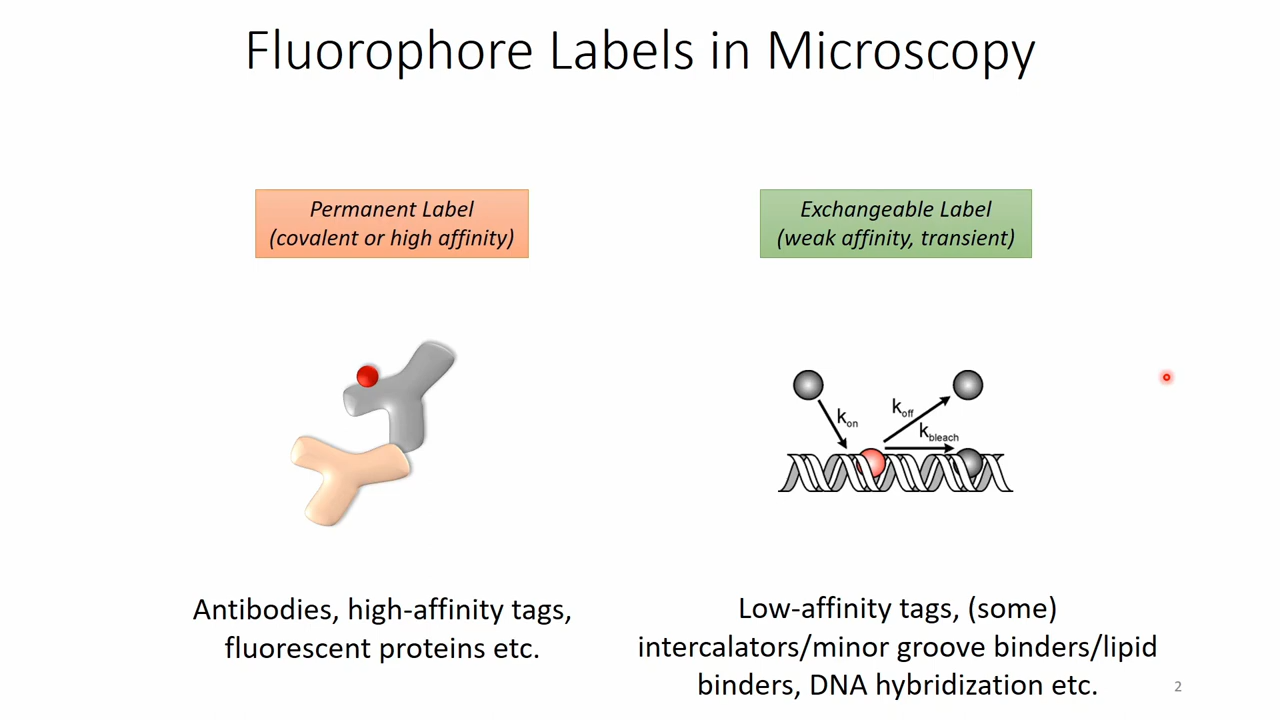 Fluorophore Labels in Microscopy
Permanent Label
(covalent or high affinity)
Exchangeable Label
(weak affinity, transient)
kon
koff
kbleach
Antibodies, high-affinity tags,
fluorescent proteins etc.
Low-affinity tags, (some)
intercalators/minor groove binders/lipid
binders, DNA hybridization etc.
2